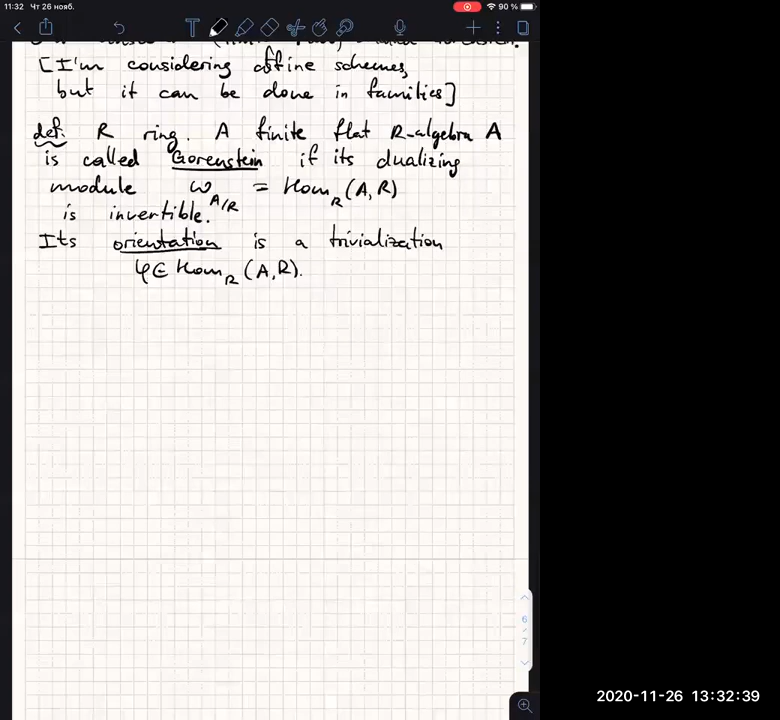 11:32 Чт 26 нояб.
90 %
[I'm considering affine schemes,
but it can be done in families]
def. R ring. A finite flat R-algebra A
is called Gorenstein if its dualizing
module ω_{A/R} = Hom_R(A,R)
is invertible.
Its orientation is a trivialization
φ ∈ Hom_R(A,R).
6
7
2020-11-26 13:32:39